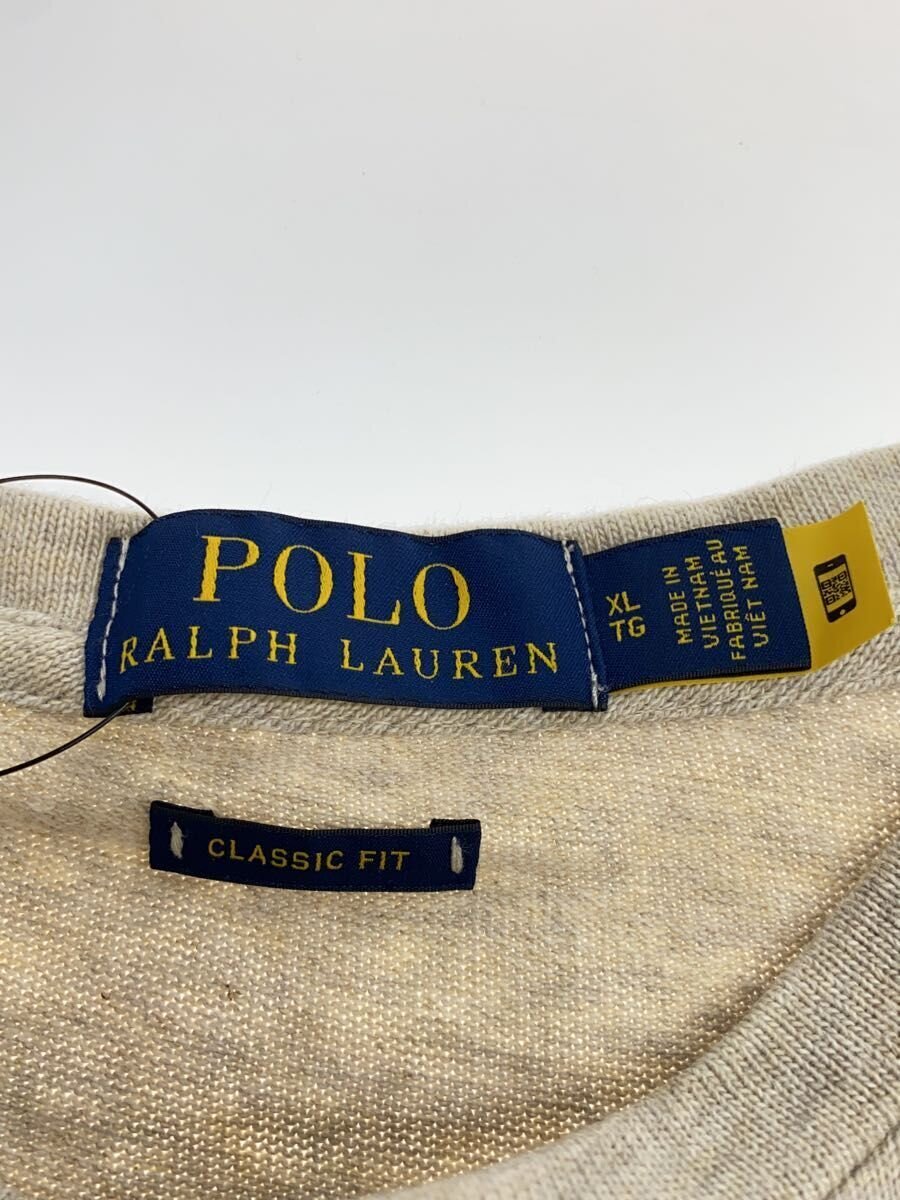 POLO
RALPH LAUREN
XL
TG
MADE IN
VIETNAM
FABRIQUÉ AU
VIÊT NAM
CLASSIC FIT